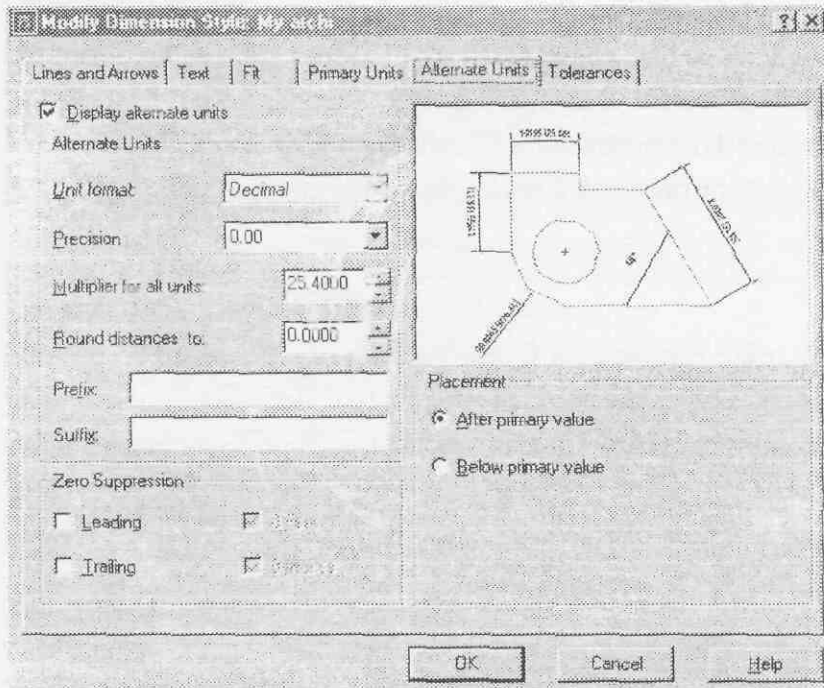 Modify Dimension Style: My archi
Lines and Arrows Text Fit Primary Units Alternate Units Tolerances
Display alternate units
Alternate Units
Unit format: Decimal
Precision 0.00
Multiplier for all units: 25.4000
Round distances to: 0.0000
Prefix:
Suffix:
Zero Suppression
Leading
Trailing
Placement
After primary value
Below primary value
OK Cancel Help